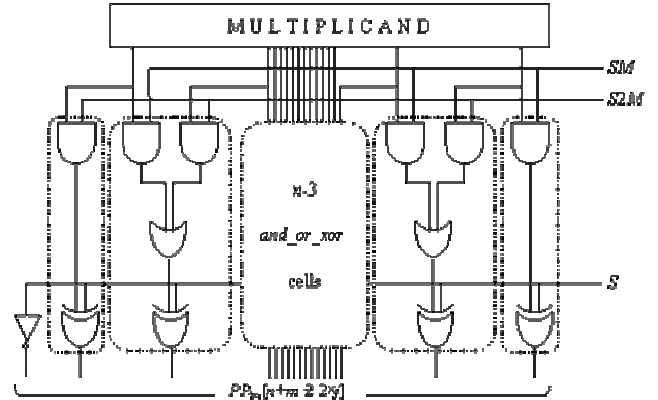 MULTIPLICAND
SM
S2M
n-3
and_or_xor
cells
S